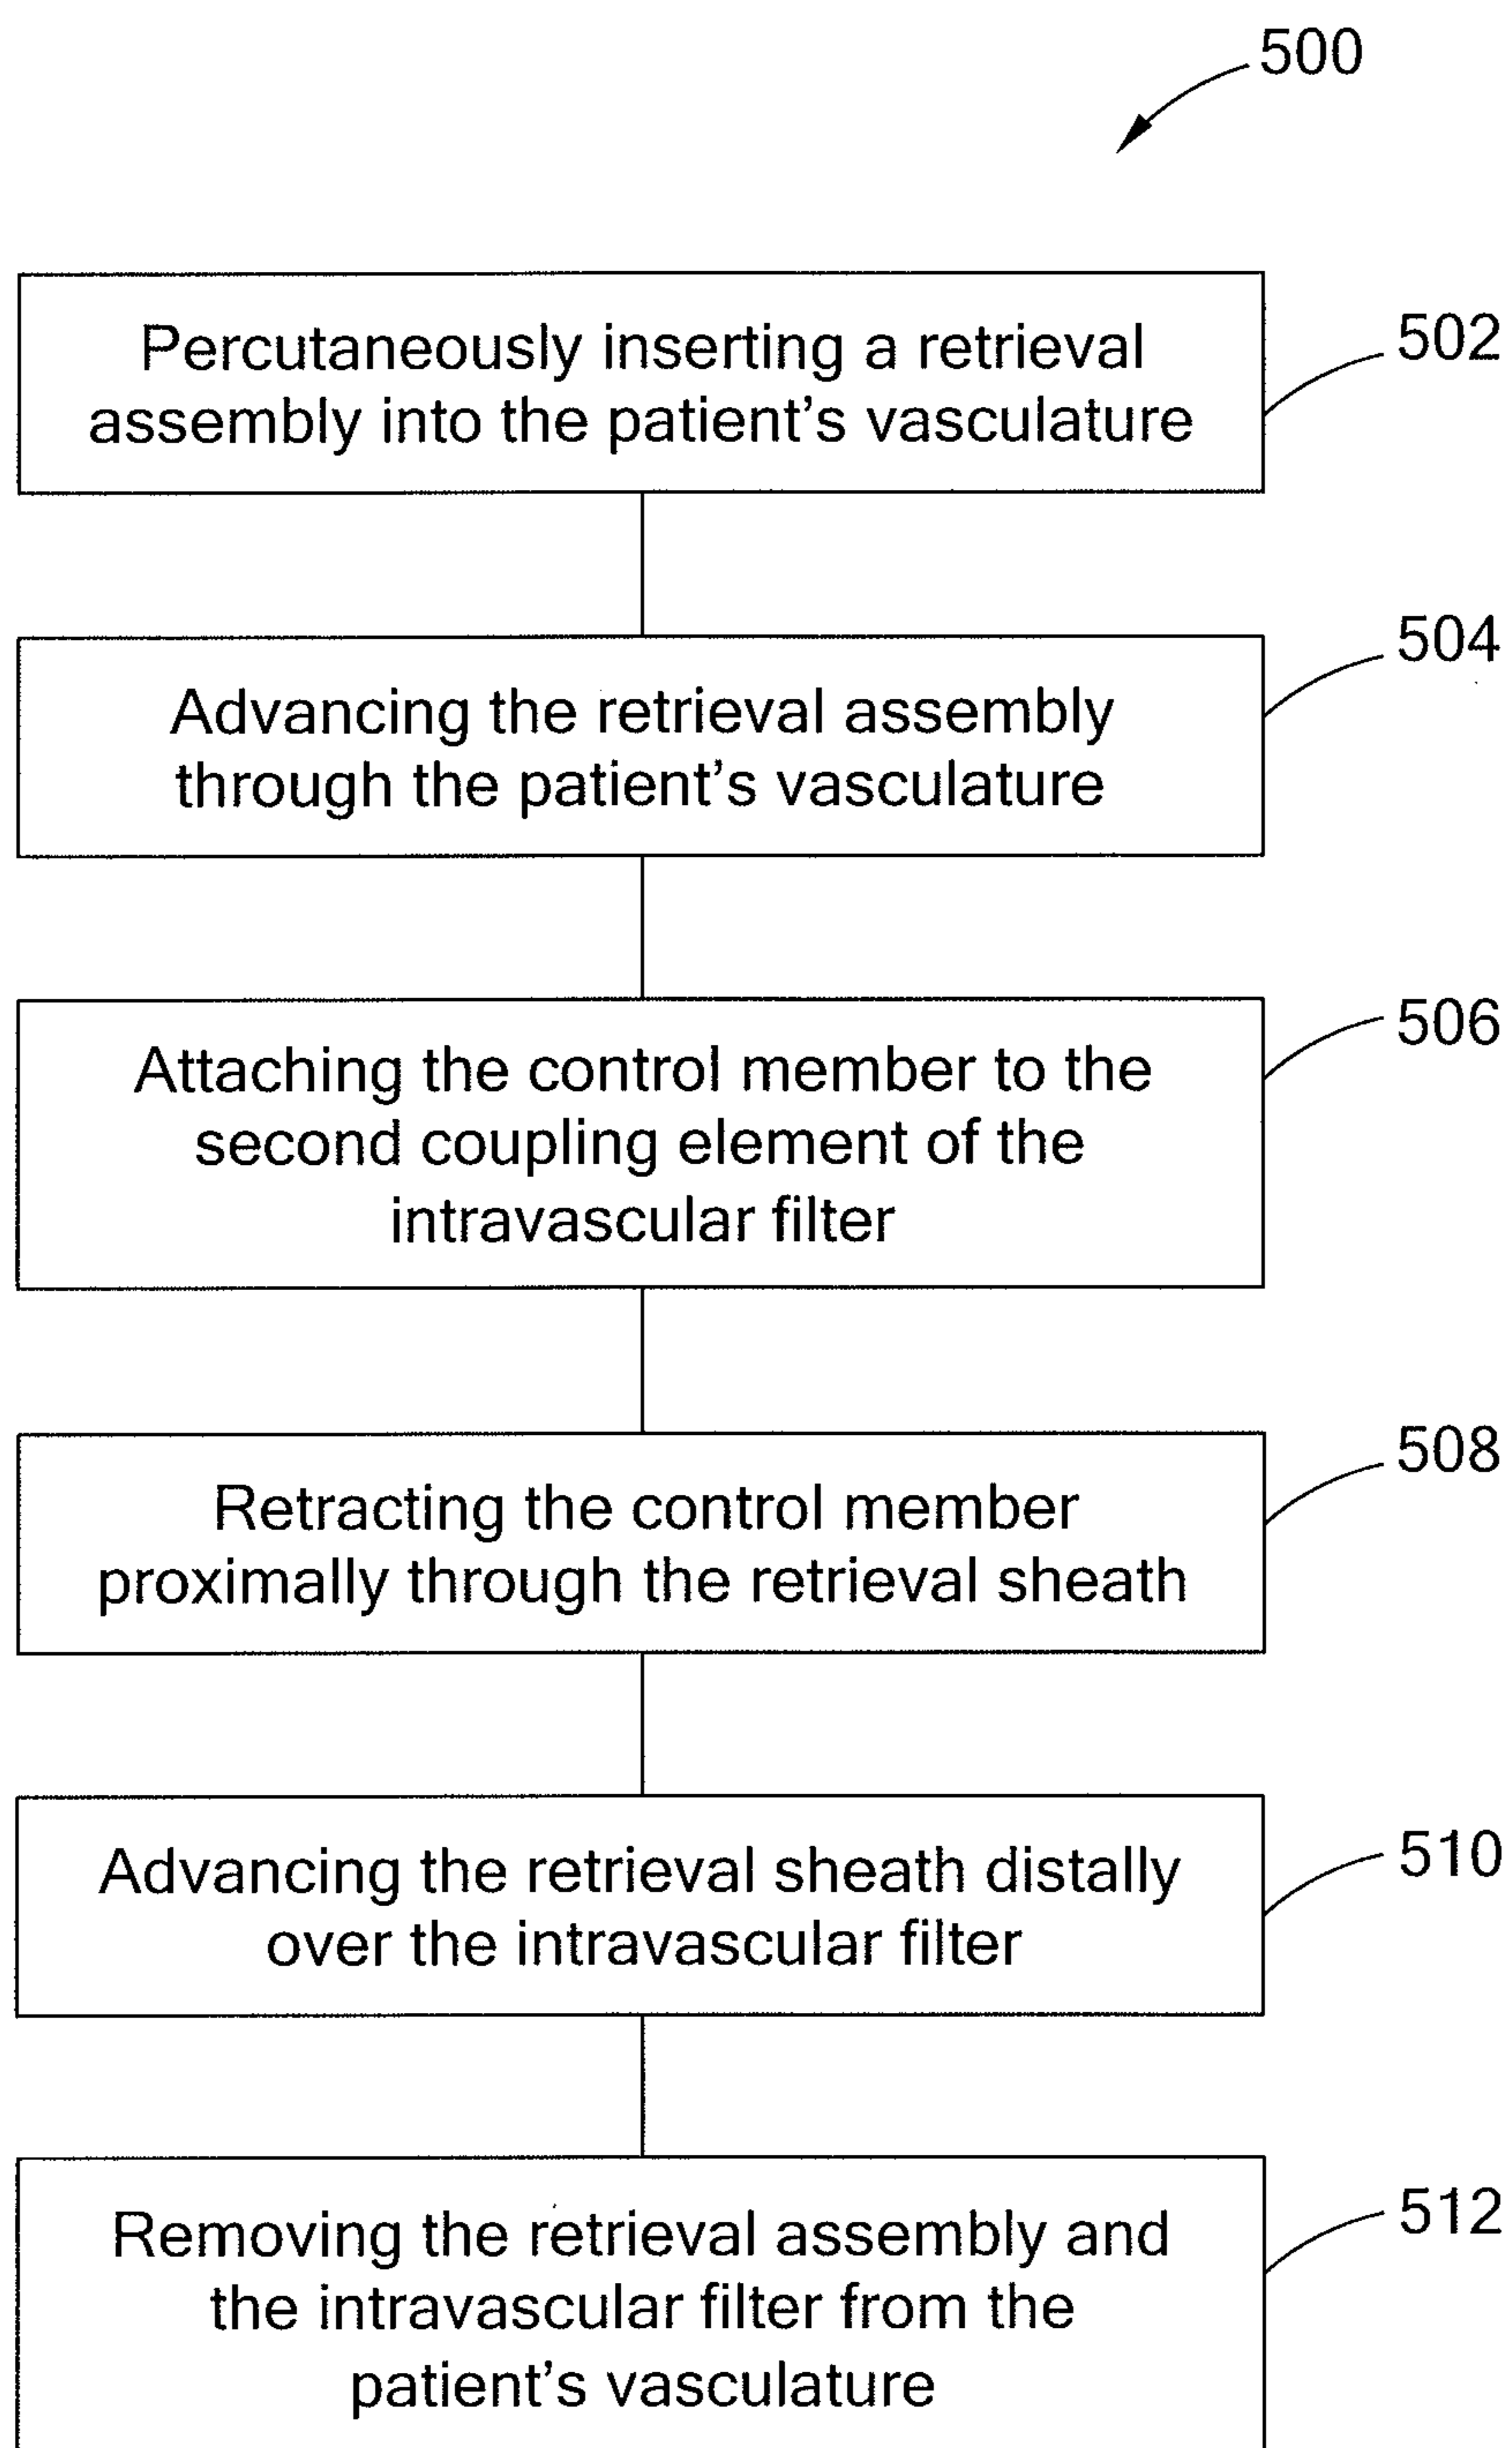 500
Percutaneously inserting a retrieval
assembly into the patient’s vasculature
502
Advancing the retrieval assembly
through the patient’s vasculature
504
Attaching the control member to the
second coupling element of the
intravascular filter
506
Retracting the control member
proximally through the retrieval sheath
508
Advancing the retrieval sheath distally
over the intravascular filter
510
Removing the retrieval assembly and
the intravascular filter from the
patient’s vasculature
512